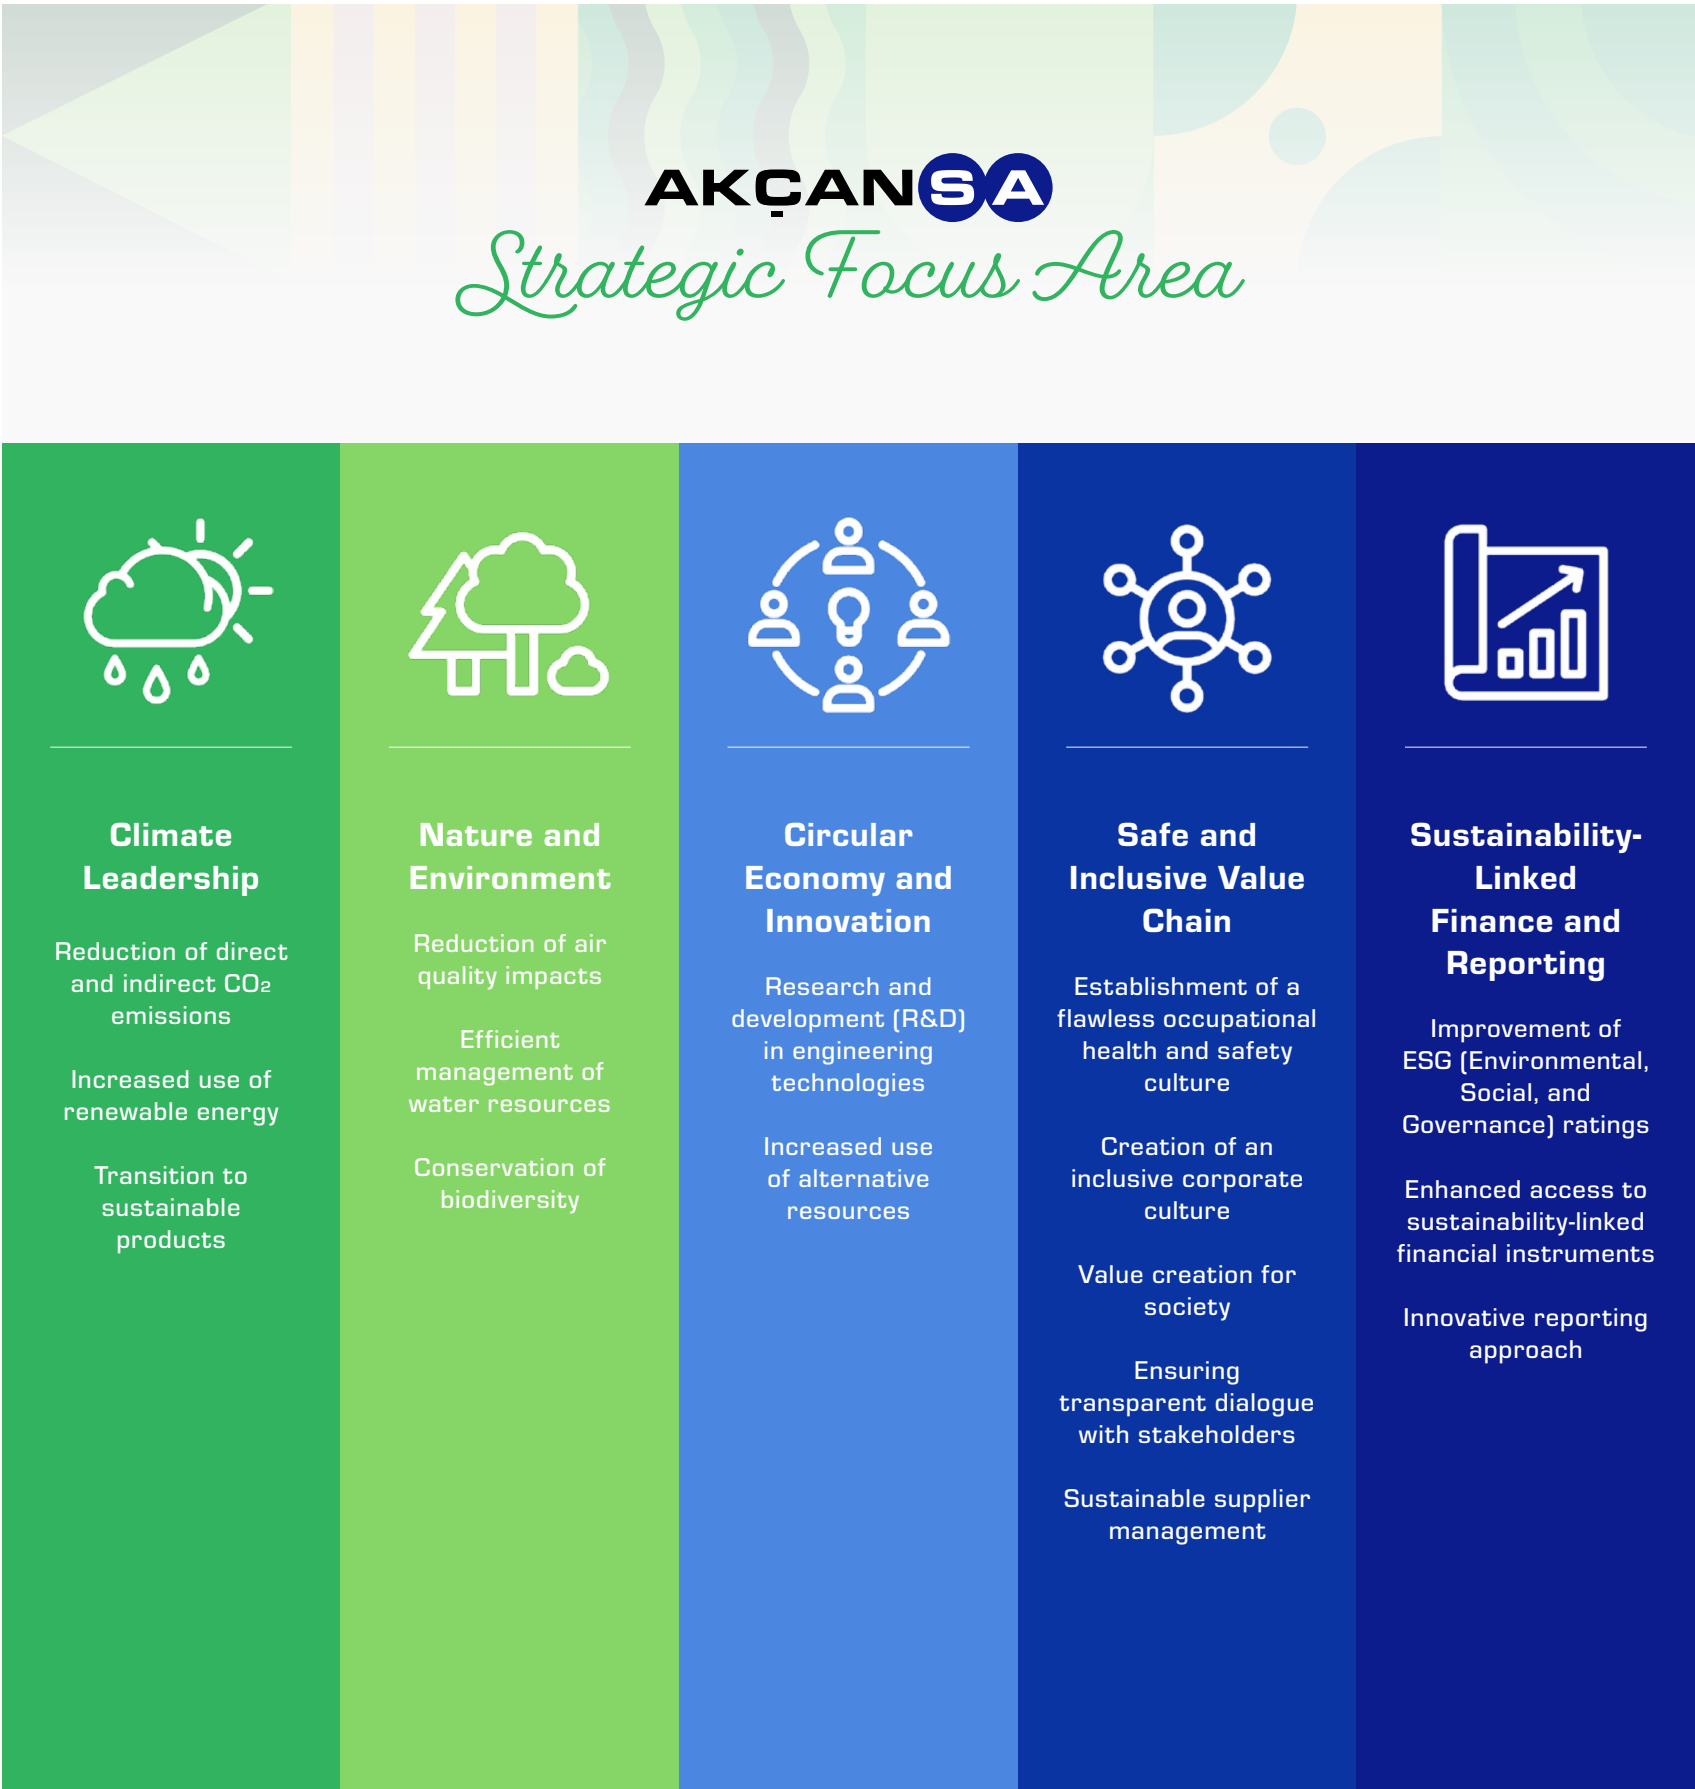 AKÇANSA
Strategic Focus Area
Climate
Leadership
Reduction of direct
and indirect CO₂
emissions
Increased use of
renewable energy
Transition to
sustainable
products
Nature and
Environment
Reduction of air
quality impacts
Efficient
management of
water resources
Conservation of
biodiversity
Circular
Economy and
Innovation
Research and
development (R&D)
in engineering
technologies
Increased use
of alternative
resources
Safe and
Inclusive Value
Chain
Establishment of a
flawless occupational
health and safety
culture
Creation of an
inclusive corporate
culture
Value creation for
society
Ensuring
transparent dialogue
with stakeholders
Sustainable supplier
management
Sustainability-
Linked
Finance and
Reporting
Improvement of
ESG (Environmental,
Social, and
Governance) ratings
Enhanced access to
sustainability-linked
financial instruments
Innovative reporting
approach